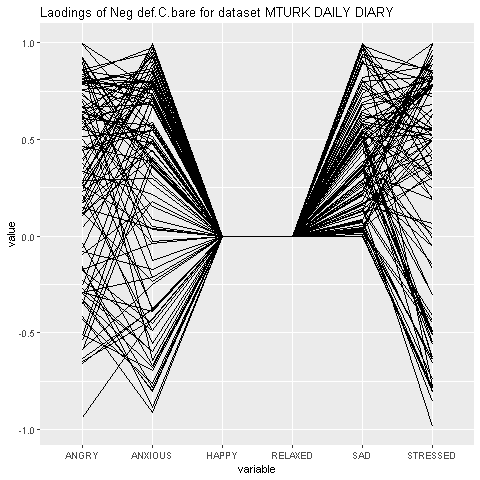 Laodings of Neg def.C.bare for dataset MTURK DAILY DIARY
1.0
0.5
0.0
-0.5
-1.0
value
ANGRY ANXIOUS HAPPY RELAXED SAD STRESSED
variable